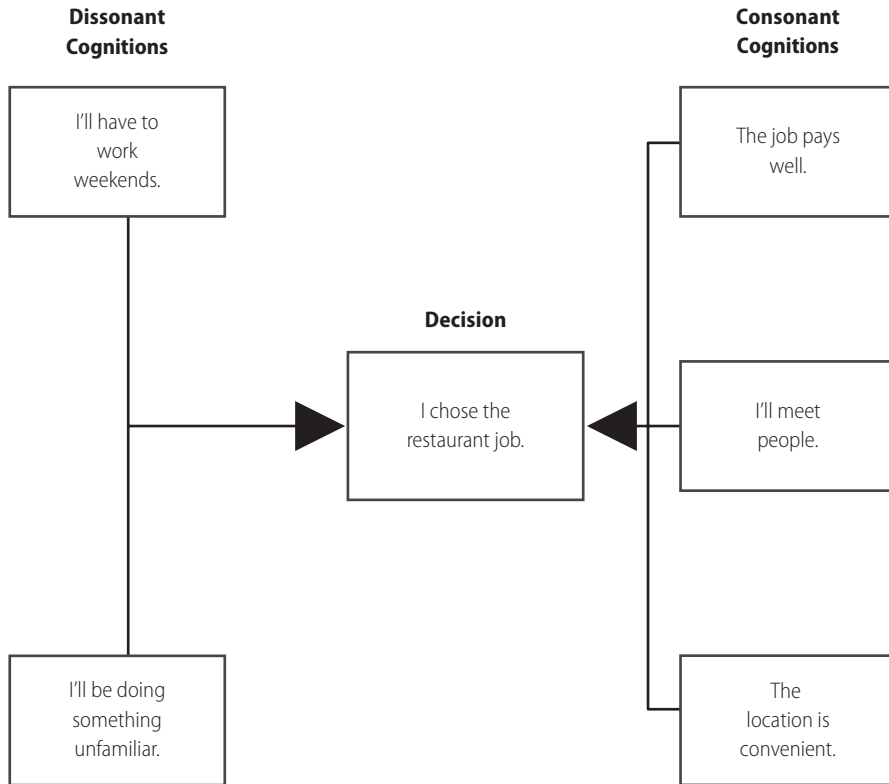 Dissonant
Cognitions
Consonant
Cognitions
I’ll have to
work
weekends.
The job pays
well.
Decision
I chose the
restaurant job.
I’ll meet
people.
I’ll be doing
something
unfamiliar.
The
location is
convenient.